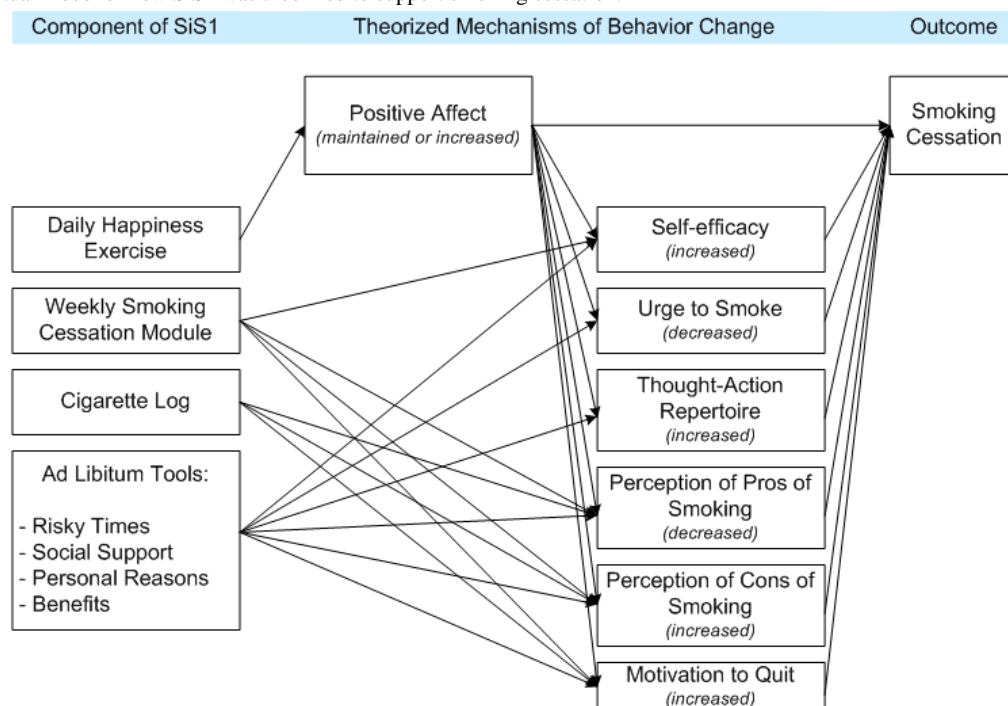 Component of SiS1 Theorized Mechanisms of Behavior Change Outcome
Positive Affect
(maintained or increased)
Smoking
Cessation
Daily Happiness
Exercise
Self-efficacy
(increased)
Weekly Smoking
Cessation Module
Urge to Smoke
(decreased)
Cigarette Log
Thought-Action
Repertoire
(increased)
Ad Libitum Tools:
- Risky Times
- Social Support
- Personal Reasons
- Benefits
Perception of Pros of
Smoking
(decreased)
Perception of Cons of
Smoking
(increased)
Motivation to Quit
(increased)